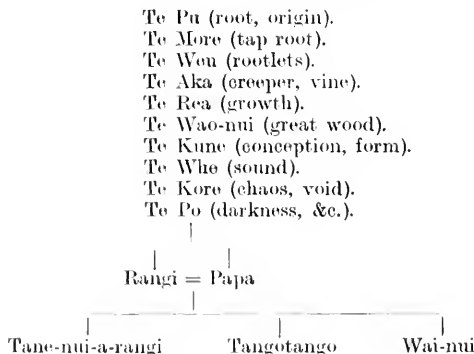 Te Pu (root, origin).
Te More (tap root).
Te Weu (rootlets).
Te Aka (creeper, vine).
Te Rea (growth).
Te Wao-nui (great wood).
Te Kune (conception, form).
Te Whe (sound).
Te Kore (chaos, void).
Te Po (darkness, &c.).
Rangi = Papa
Tane-nui-a-rangi Tangotango Wai-nui